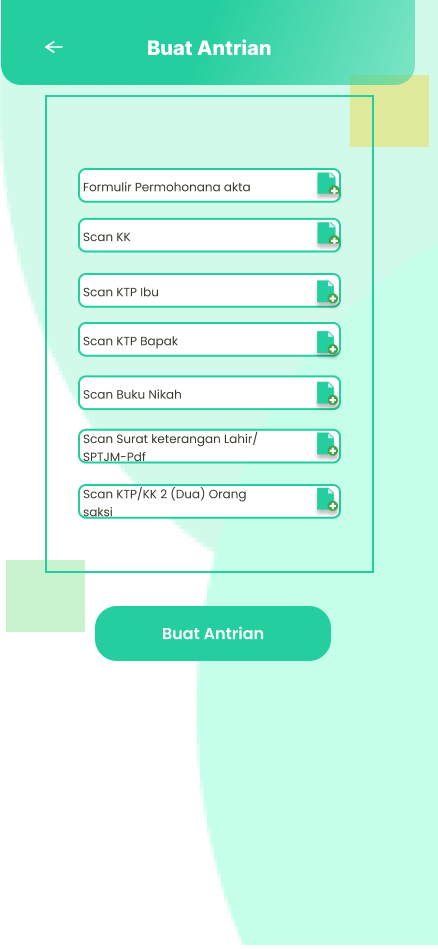 Buat Antrian
Formulir Permohonana akta
Scan KK
Scan KTP Ibu
Scan KTP Bapak
Scan Buku Nikah
Scan Surat keterangan Lahir/
SPTJM-Pdf
Scan KTP/KK 2 (Dua) Orang
saksi
Buat Antrian